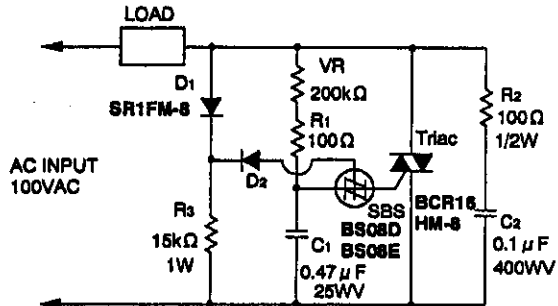 LOAD
D1
SR1FM-8
VR
200kΩ
R1
100Ω
R2
100Ω
1/2W
Triac
AC INPUT
100VAC
D2
R3
15kΩ
1W
SBS
BS08D
BS08E
BCR16
HM-8
C1
0.47μF
25WV
C2
0.1μF
400WV